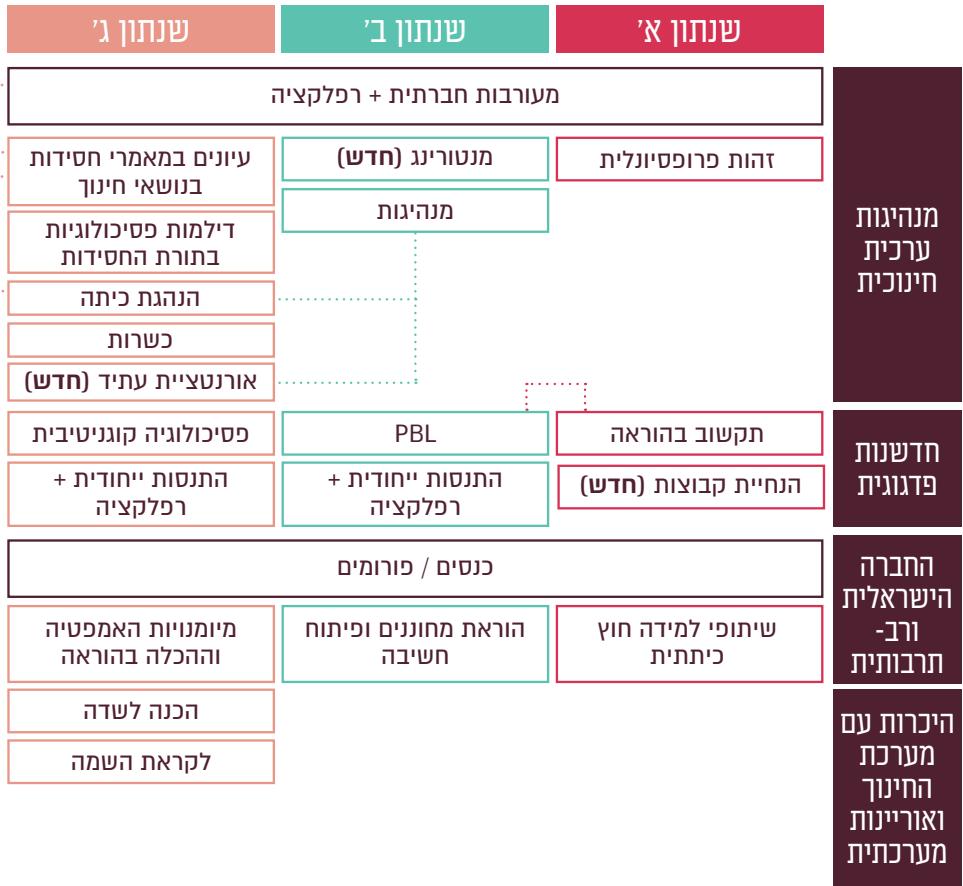 שנתון א׳
שנתון ב׳
שנתון ג׳
מנהיגות
ערכית
חינוכית
מעורבות חברתית + רפלקציה
זהות פרופסיונלית
מנטורינג (חדש)
מנהיגות
עיונים במאמרי חסידות
בנושאי חינוך
דילמות פסיכולוגיות
בתורת החסידות
הנהגת כיתה
כשרות
אורנטציית עתיד (חדש)
חדשנות
פדגוגית
תקשוב בהוראה
הנחיית קבוצות (חדש)
PBL
התנסות ייחודית +
רפלקציה
פסיכולוגיה קוגניטיבית
התנסות ייחודית +
רפלקציה
החברה
הישראלית
ורב-
תרבותית
כנסים / פורומים
שיתופי למידה חוץ
כיתתית
הוראת מחוננים ופיתוח
חשיבה
מיומנויות האמפטיה
וההכלה בהוראה
היכרות עם
מערכת
החינוך
ואוריינות
מערכתית
הכנה לשדה
לקראת השמה